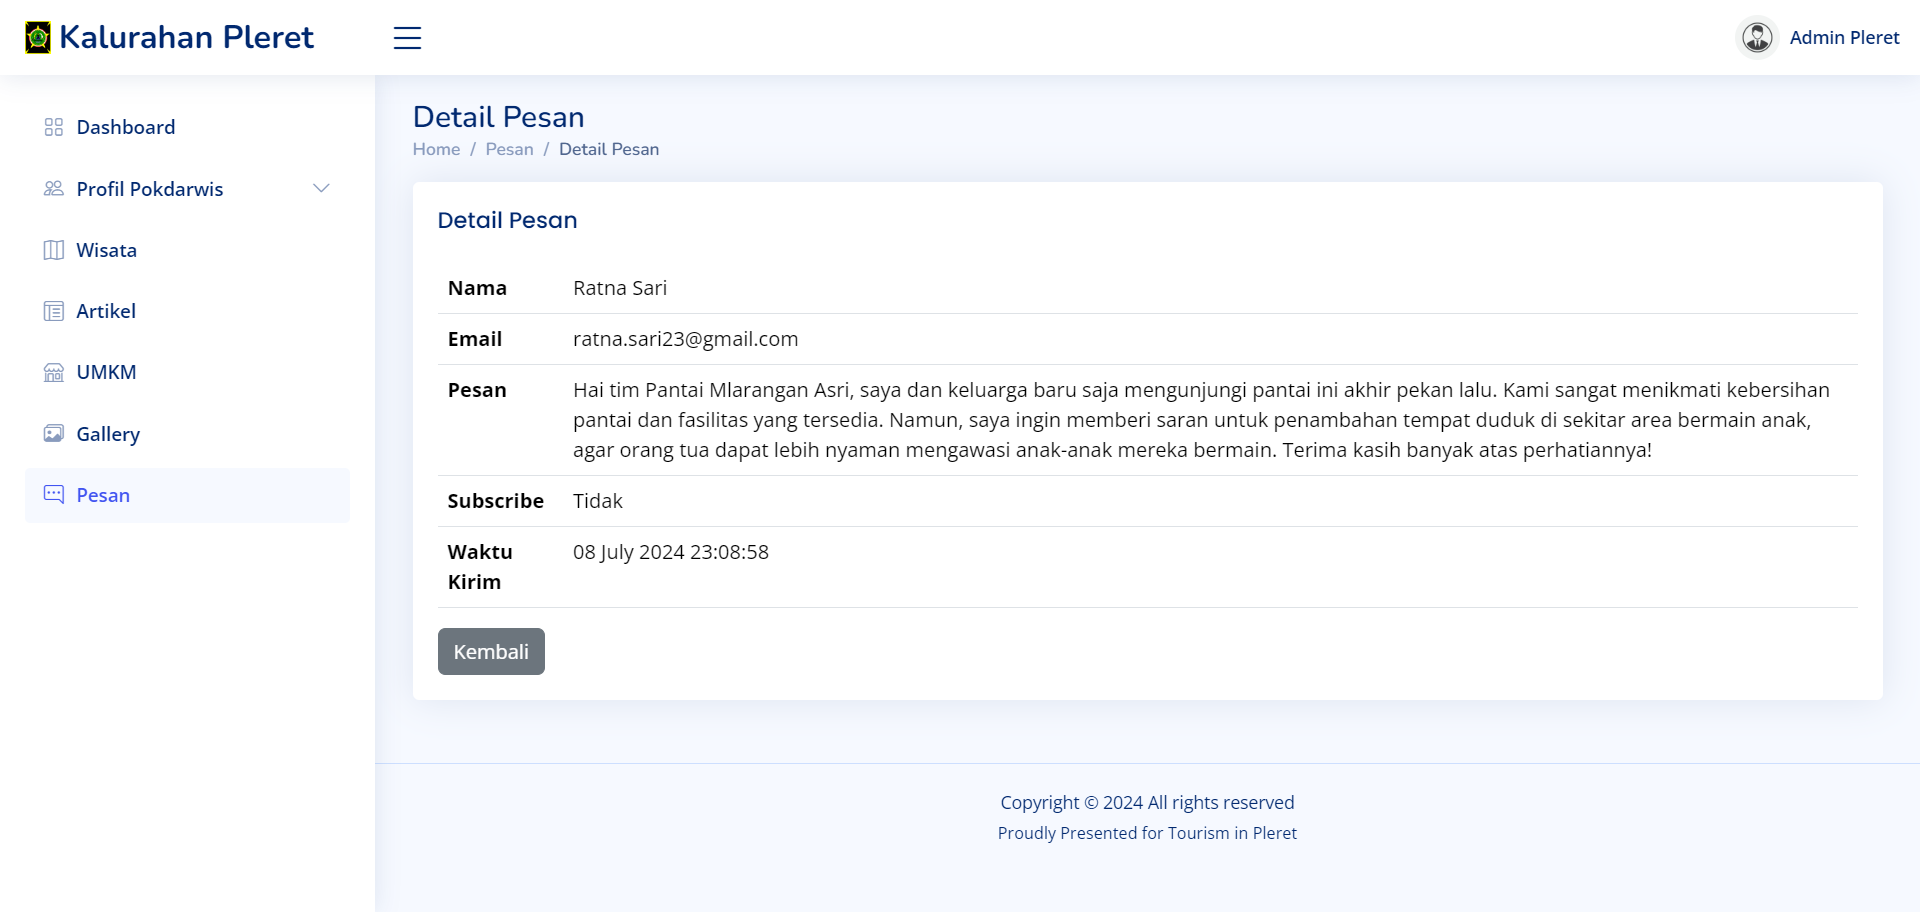 Kalurahan Pleret
Admin Pleret
Dashboard
Profil Pokdarwis
Wisata
Artikel
UMKM
Gallery
Pesan
Detail Pesan
Home / Pesan / Detail Pesan
Detail Pesan
Nama Ratna Sari
Email ratna.sari23@gmail.com
Pesan Hai tim Pantai Mlarangan Asri, saya dan keluarga baru saja mengunjungi pantai ini akhir pekan lalu. Kami sangat menikmati kebersihan
pantai dan fasilitas yang tersedia. Namun, saya ingin memberi saran untuk penambahan tempat duduk di sekitar area bermain anak,
agar orang tua dapat lebih nyaman mengawasi anak-anak mereka bermain. Terima kasih banyak atas perhatiannya!
Subscribe Tidak
Waktu 08 July 2024 23:08:58
Kirim
Kembali
Copyright © 2024 All rights reserved
Proudly Presented for Tourism in Pleret